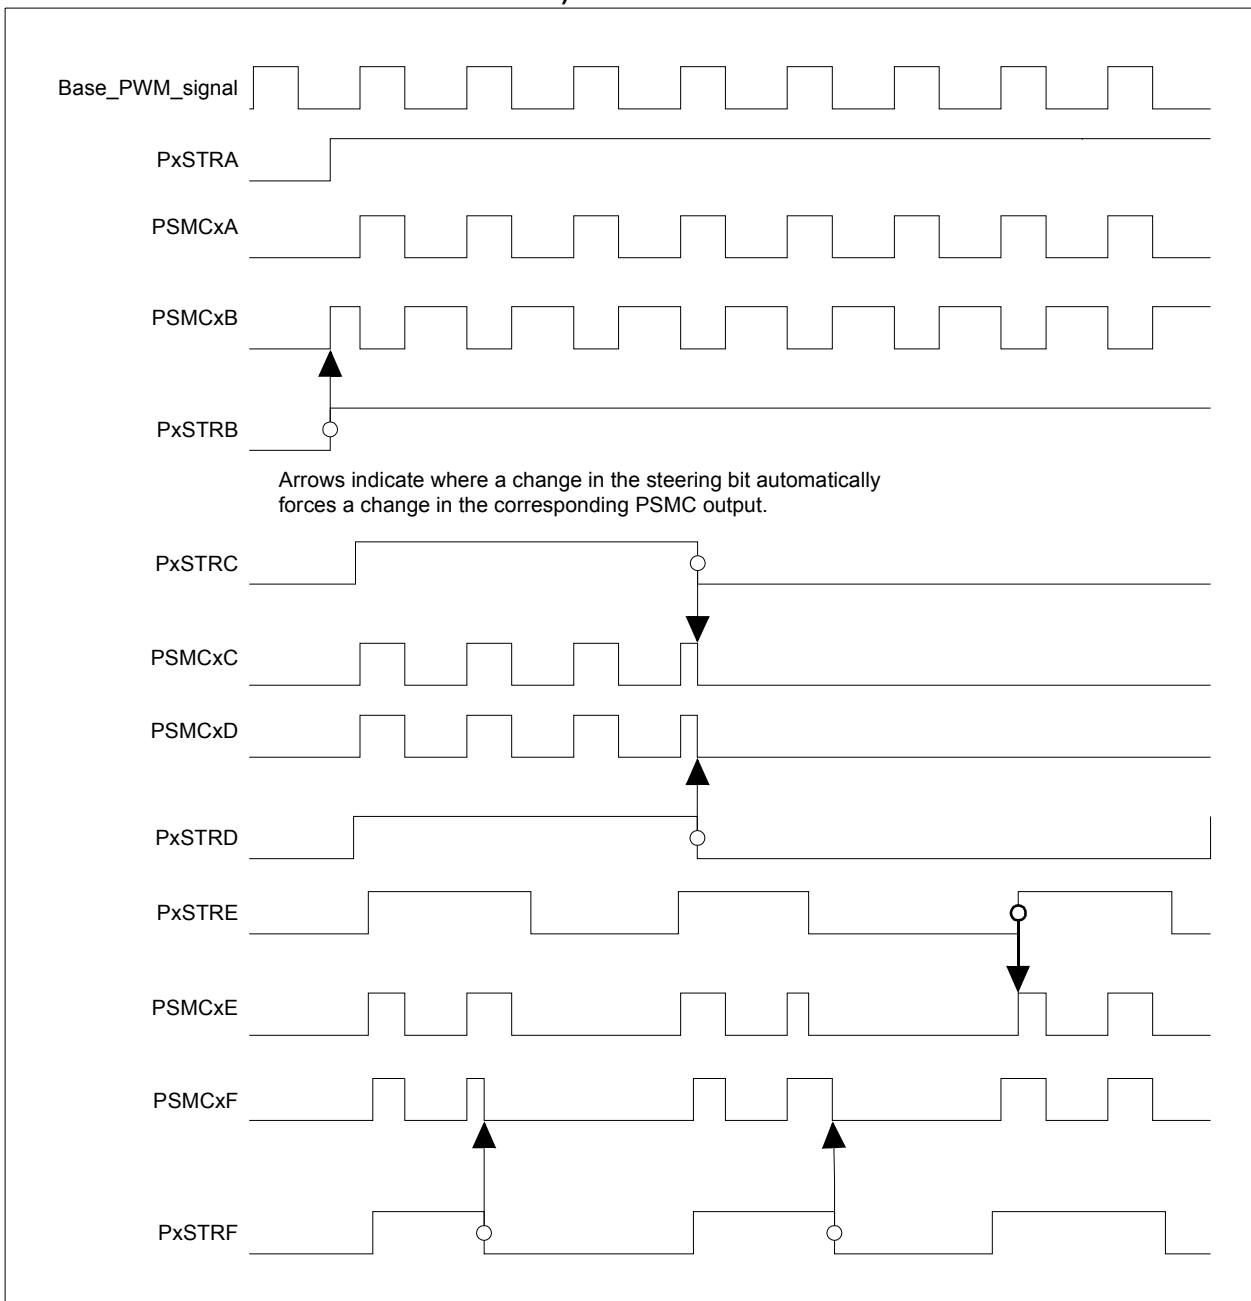 Base_PWM_signal
PxSTRA
PSMCxA
PSMCxB
PxSTRB
Arrows indicate where a change in the steering bit automatically
forces a change in the corresponding PSMC output.
PxSTRC
PSMCxC
PSMCxD
PxSTRD
PxSTRE
PSMCxE
PSMCxF
PxSTRF